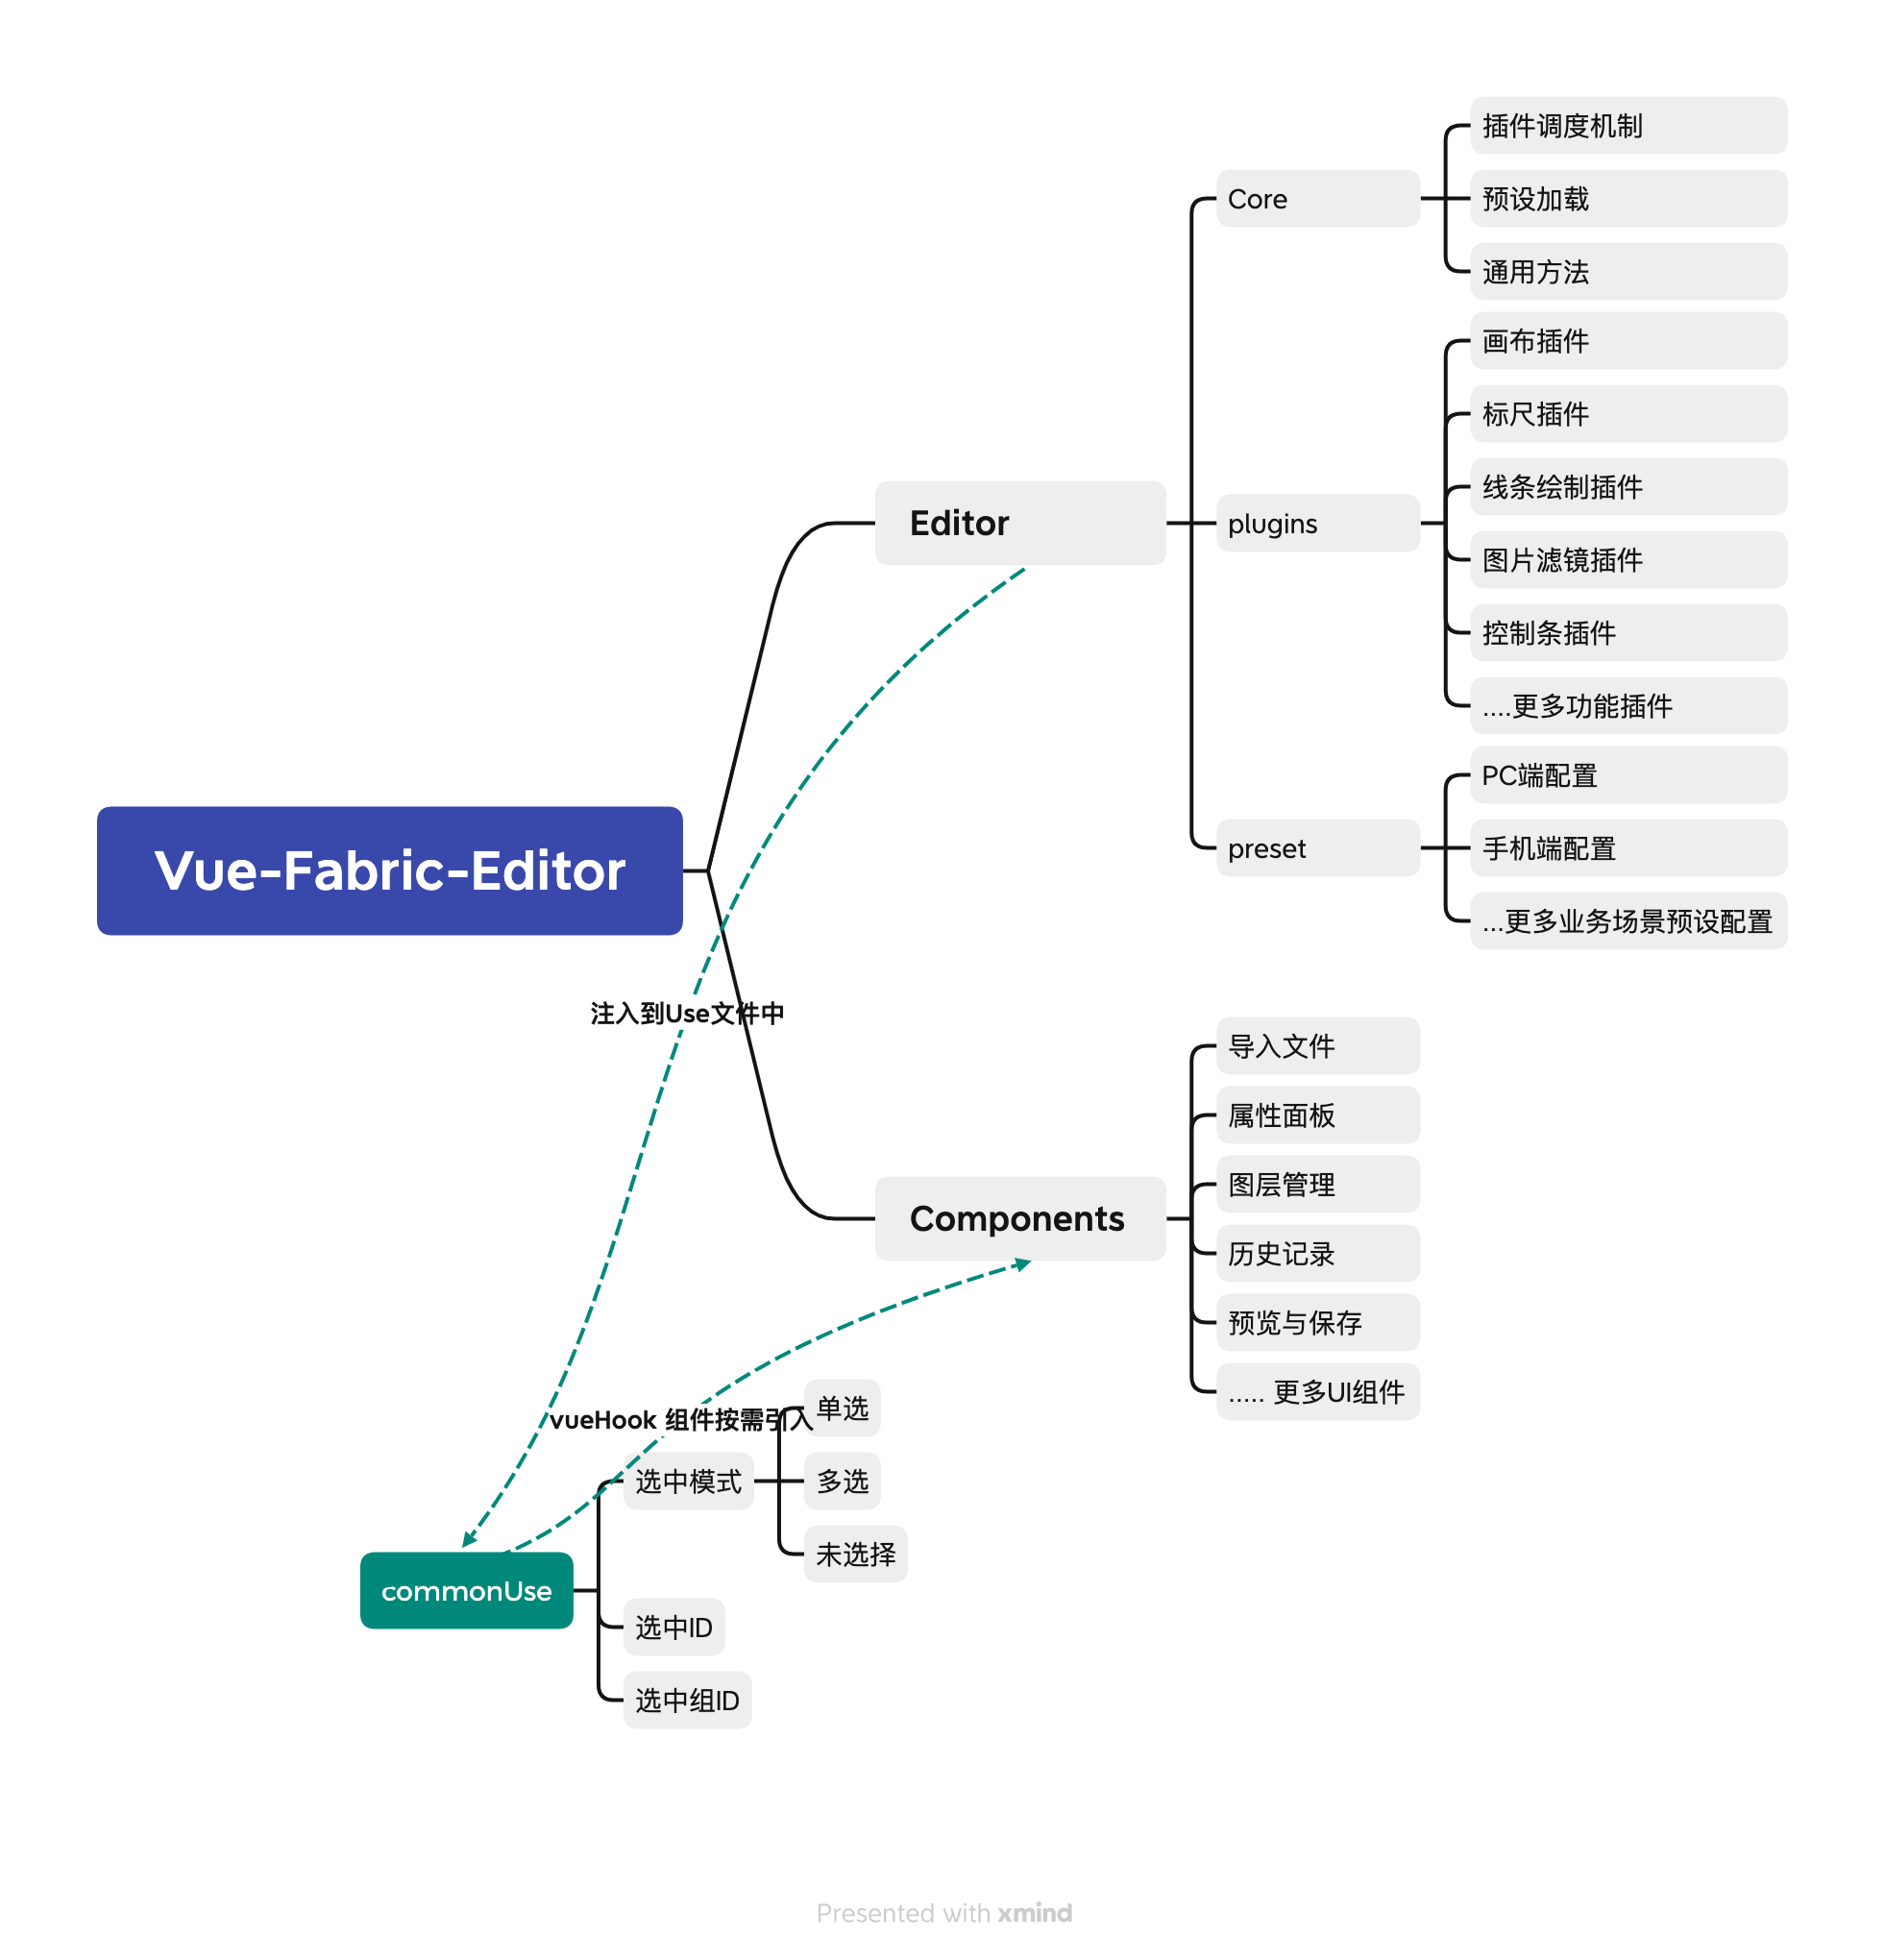 插件调度机制
Core
预设加载
通用方法
画布插件
标尺插件
线条绘制插件
Editor
plugins
图片滤镜插件
控制条插件
....更多功能插件
PC端配置
preset
手机端配置
...更多业务场景预设配置
Vue-Fabric-Editor
注入到Use文件中
导入文件
属性面板
图层管理
Components
历史记录
预览与保存
..... 更多UI组件
vueHook 组件按需引入
单选
选中模式
多选
未选择
commonUse
选中ID
选中组ID
Presented with xmind